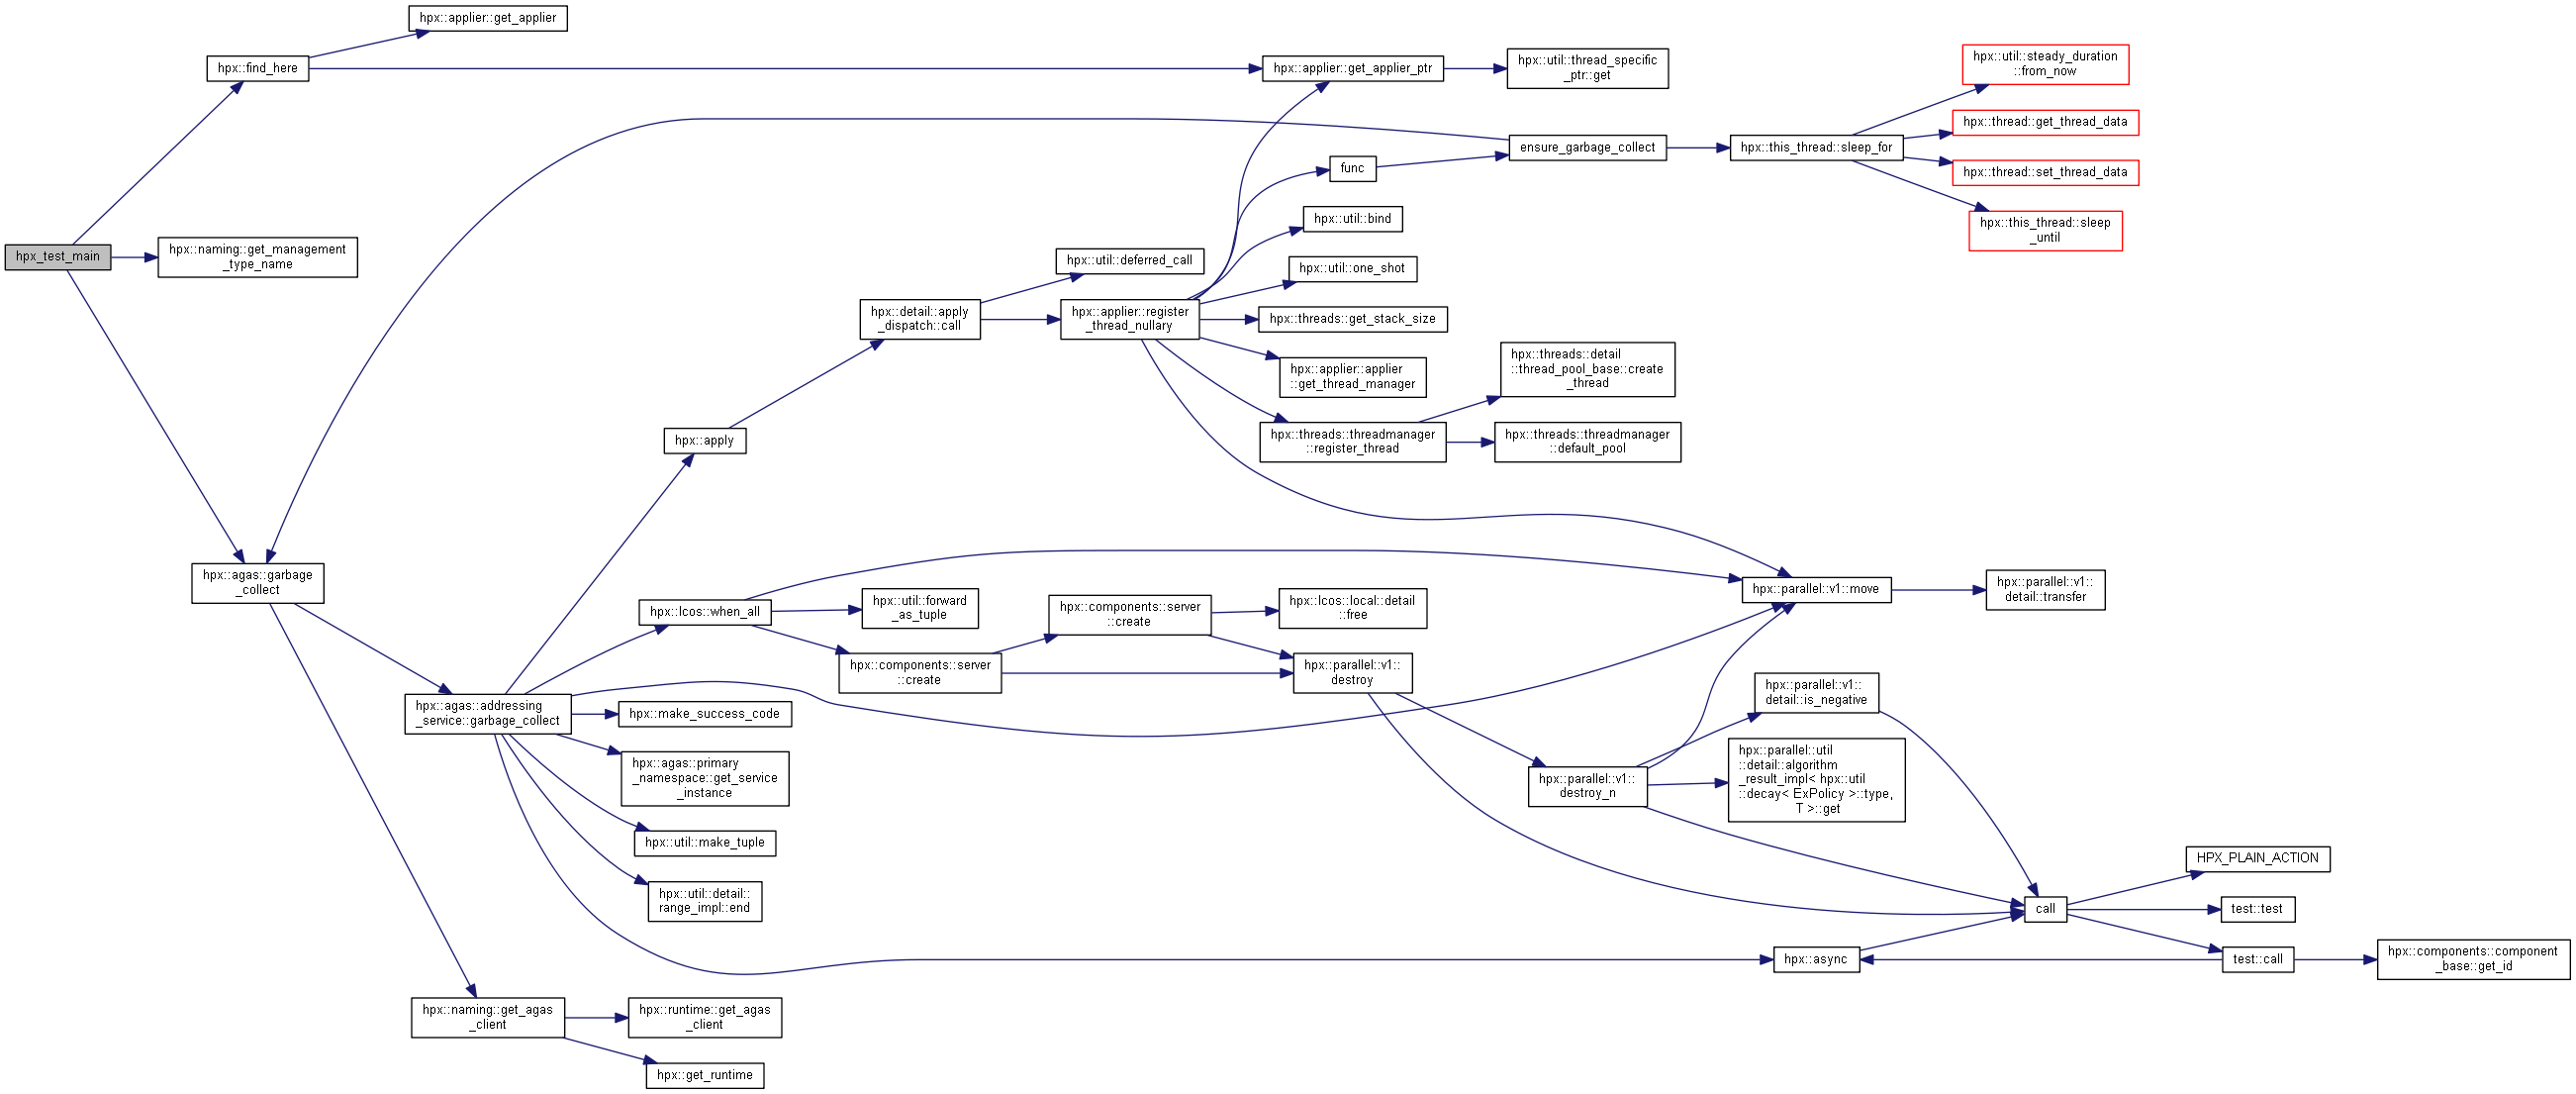 hpx::applier::get_applier
hpx::find_here
hpx::applier::get_applier_ptr
hpx::util::thread_specific
_ptr::get
hpx::util::steady_duration
::from_now
hpx::thread::get_thread_data
ensure_garbage_collect
hpx::this_thread::sleep_for
func
hpx::thread::set_thread_data
hpx::util::bind
hpx::this_thread::sleep
_until
hpx_test_main
hpx::naming::get_management
_type_name
hpx::util::deferred_call
hpx::util::one_shot
hpx::detail::apply
_dispatch::call
hpx::applier::register
_thread_nullary
hpx::threads::get_stack_size
hpx::applier::applier
::get_thread_manager
hpx::threads::detail
::thread_pool_base::create
_thread
hpx::apply
hpx::threads::threadmanager
::register_thread
hpx::threads::threadmanager
::default_pool
hpx::agas::garbage
_collect
hpx::parallel::v1::move
hpx::parallel::v1::
detail::transfer
hpx::lcos::when_all
hpx::util::forward
_as_tuple
hpx::components::server
::create
hpx::lcos::local::detail
::free
hpx::components::server
::create
hpx::parallel::v1::
destroy
hpx::parallel::v1::
detail::is_negative
hpx::agas::addressing
_service::garbage_collect
hpx::make_success_code
hpx::agas::primary
_namespace::get_service
_instance
hpx::parallel::v1::
destroy_n
hpx::parallel::util
::detail::algorithm
_result_impl< hpx::util
::decay< ExPolicy >::type,
T >::get
hpx::util::make_tuple
HPX_PLAIN_ACTION
hpx::util::detail::
range_impl::end
call
test::test
hpx::async
test::call
hpx::components::component
_base::get_id
hpx::naming::get_agas
_client
hpx::runtime::get_agas
_client
hpx::get_runtime